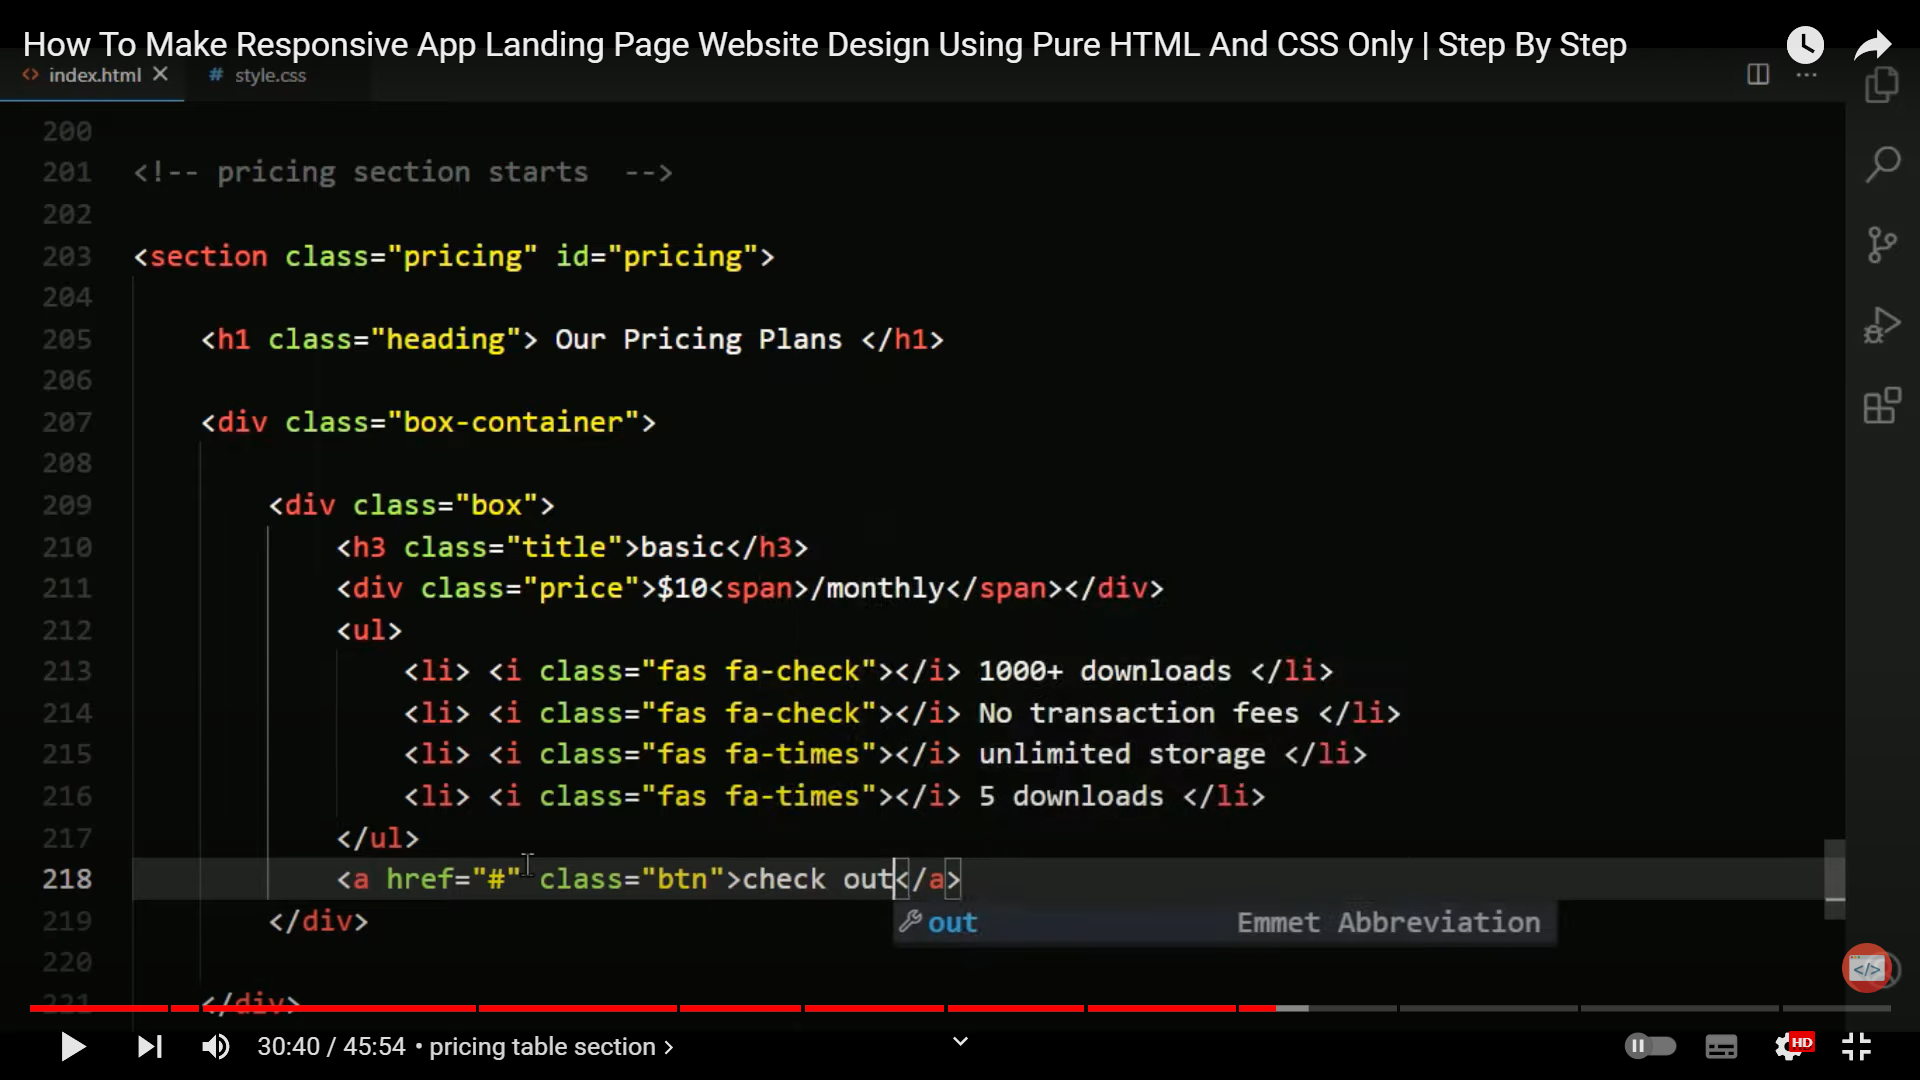 How To Make Responsive App Landing Page Website Design Using Pure HTML And CSS Only | Step By Step
<> index.html × # style.css
200
201 <!-- pricing section starts  -->
202
203 <section class="pricing" id="pricing">
204
205 <h1 class="heading"> Our Pricing Plans </h1>
206
207 <div class="box-container">
208
209 <div class="box">
210 <h3 class="title">basic</h3>
211 <div class="price">$10<span>/monthly</span></div>
212 <ul>
213 <li> <i class="fas fa-check"></i> 1000+ downloads </li>
214 <li> <i class="fas fa-check"></i> No transaction fees </li>
215 <li> <i class="fas fa-times"></i> unlimited storage </li>
216 <li> <i class="fas fa-times"></i> 5 downloads </li>
217 </ul>
218 <a href="#" class="btn">check out</a>
out Emmet Abbreviation
219 </div>
220
221 </div>
</>
30:40 / 45:54 • pricing table section >
HD